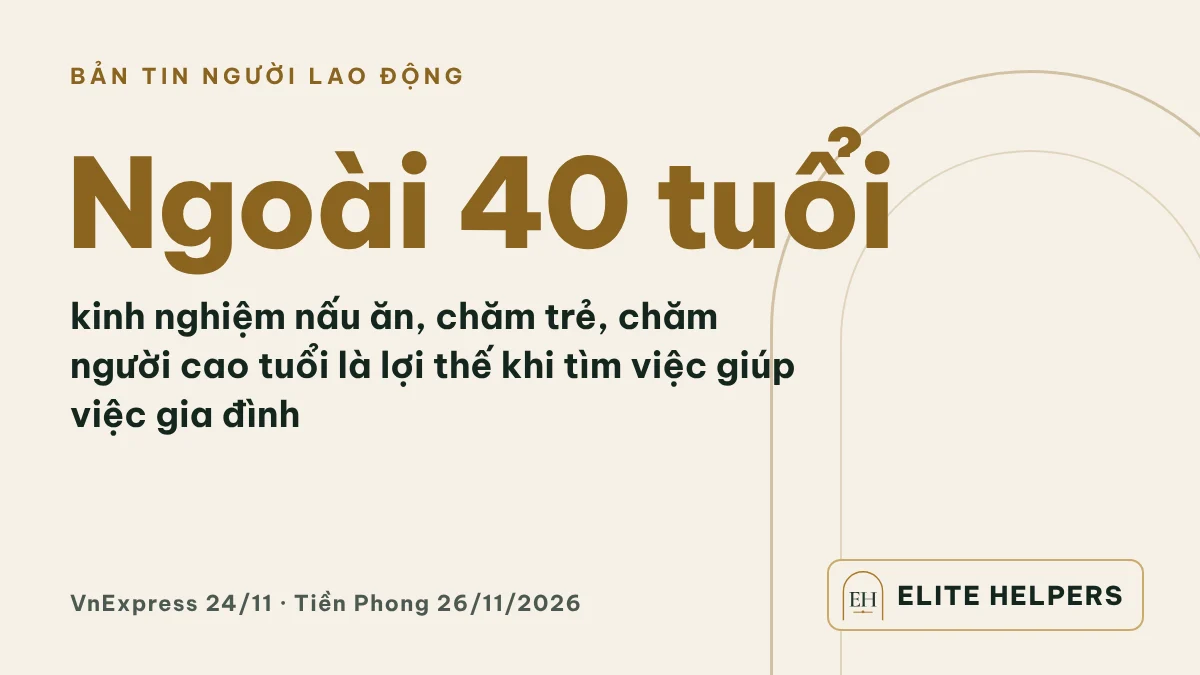 BẢN TIN NGƯỜI LAO ĐỘNG
Ngoài 40 tuổi
kinh nghiệm nấu ăn, chăm trẻ, chăm
người cao tuổi là lợi thế khi tìm việc giúp
việc gia đình
VnExpress 24/11 · Tiền Phong 26/11/2026
EH ELITE HELPERS